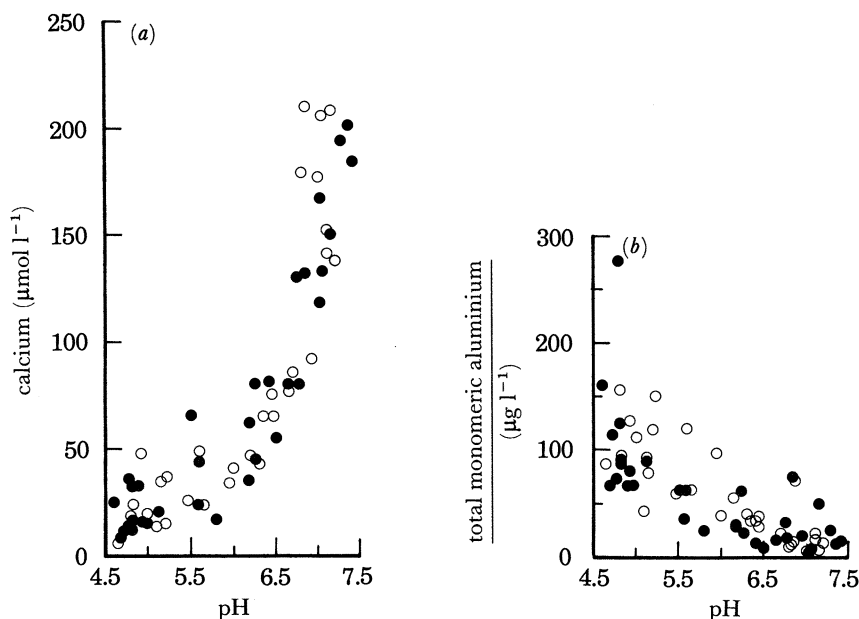 (a)
250
200
150
100
50
0
calcium (µmol l⁻¹)
4.5 5.5 6.5 7.5
pH
(b)
300
200
100
0
total monomeric aluminium
(µg l⁻¹)
4.5 5.5 6.5 7.5
pH